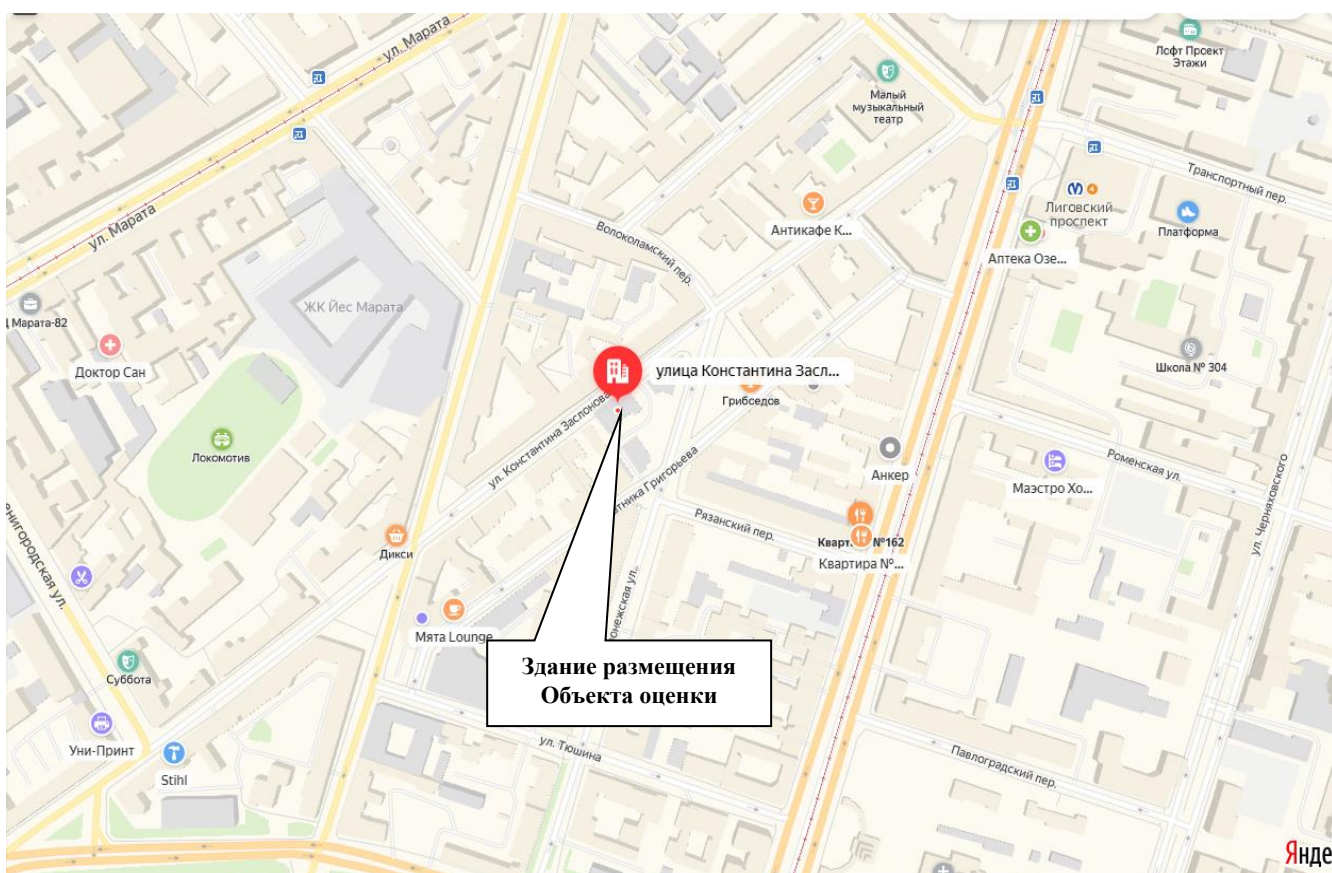 ул. Марата
Лофт Проект
Этажи
Малый
музыкальный
театр
Транспортный пер.
Лиговский
проспект
Платформа
Антикафе К...
Аптека Озе...
ул. Марата
Волоколамский пер.
ЖК Йес Марата
Марата-82
Доктор Сан
улица Константина Засл...
Школа № 304
Грибоедов
ул. Константина Заслонова
Локомотив
Анкер
Роменская ул.
Маэстро Хо...
ул. Черняховского
Рязанский пер.
№162
Квартира №...
Дикси
Мята Lounge
Здание размещения
Объекта оценки
Суббота
Уни-Принт
Stihl
ул. Тюшина
Павлоградский пер.
Янде